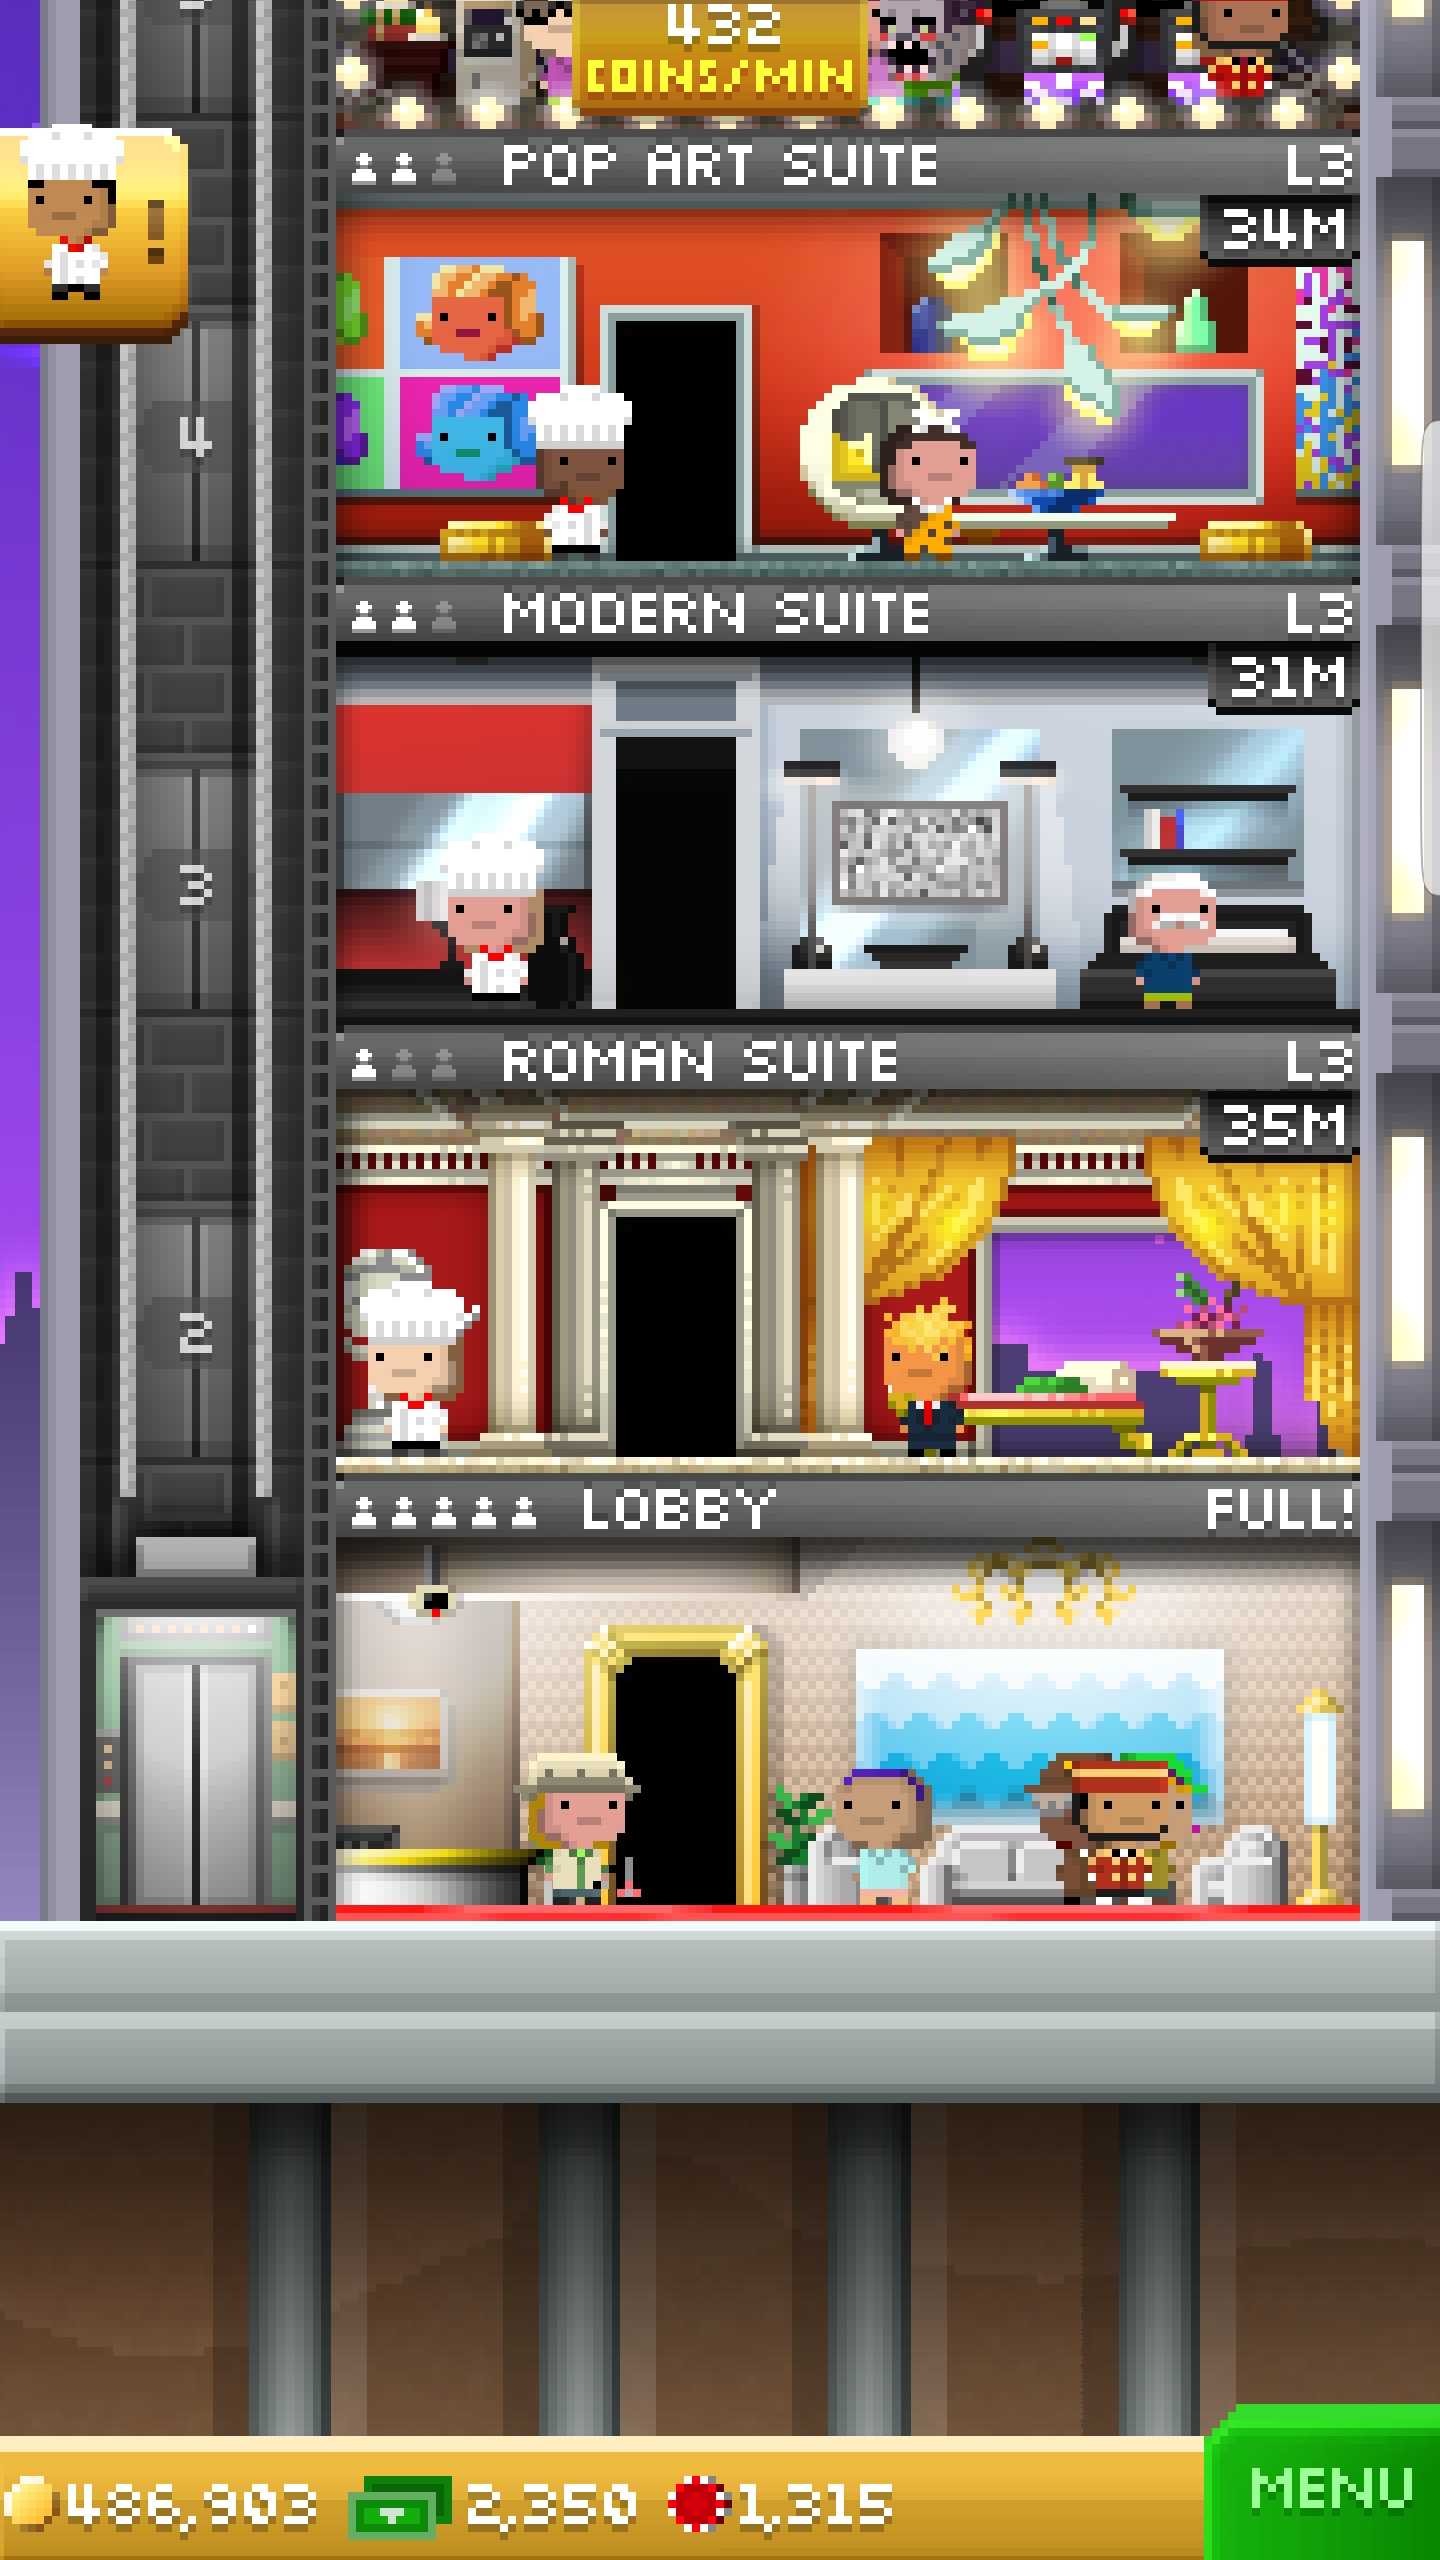 432
COINS/MIN
POP ART SUITE L3
34M
!
4
MODERN SUITE L3
31M
3
ROMAN SUITE L3
35M
2
LOBBY FULL!
486,903 2,350 1,315
MENU